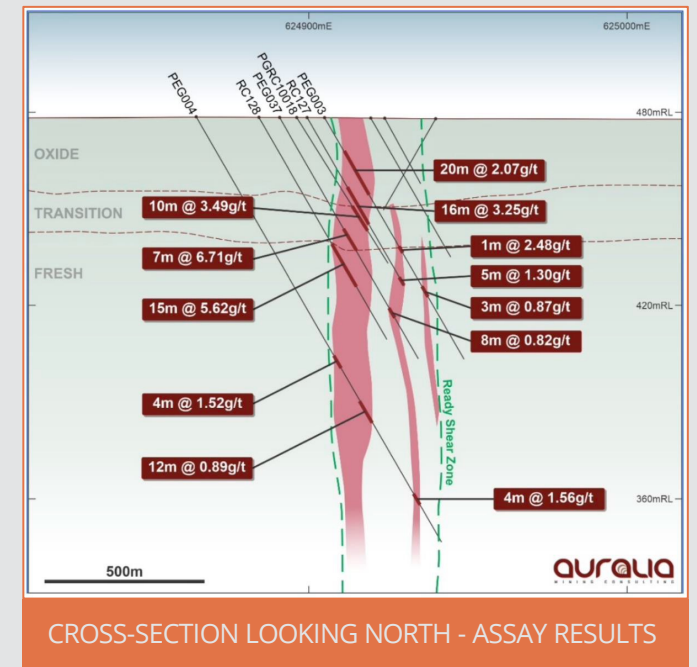 624900mE
625000mE
PEG004
RC128
PEG037
PGRC10018
RC127
PEG003
480mRL
OXIDE
20m @ 2.07g/t
10m @ 3.49g/t
16m @ 3.25g/t
TRANSITION
1m @ 2.48g/t
7m @ 6.71g/t
FRESH
5m @ 1.30g/t
15m @ 5.62g/t
3m @ 0.87g/t
420mRL
8m @ 0.82g/t
4m @ 1.52g/t
Ready Shear Zone
12m @ 0.89g/t
4m @ 1.56g/t
360mRL
500m
auralia
MINING CONSULTING
CROSS-SECTION LOOKING NORTH - ASSAY RESULTS